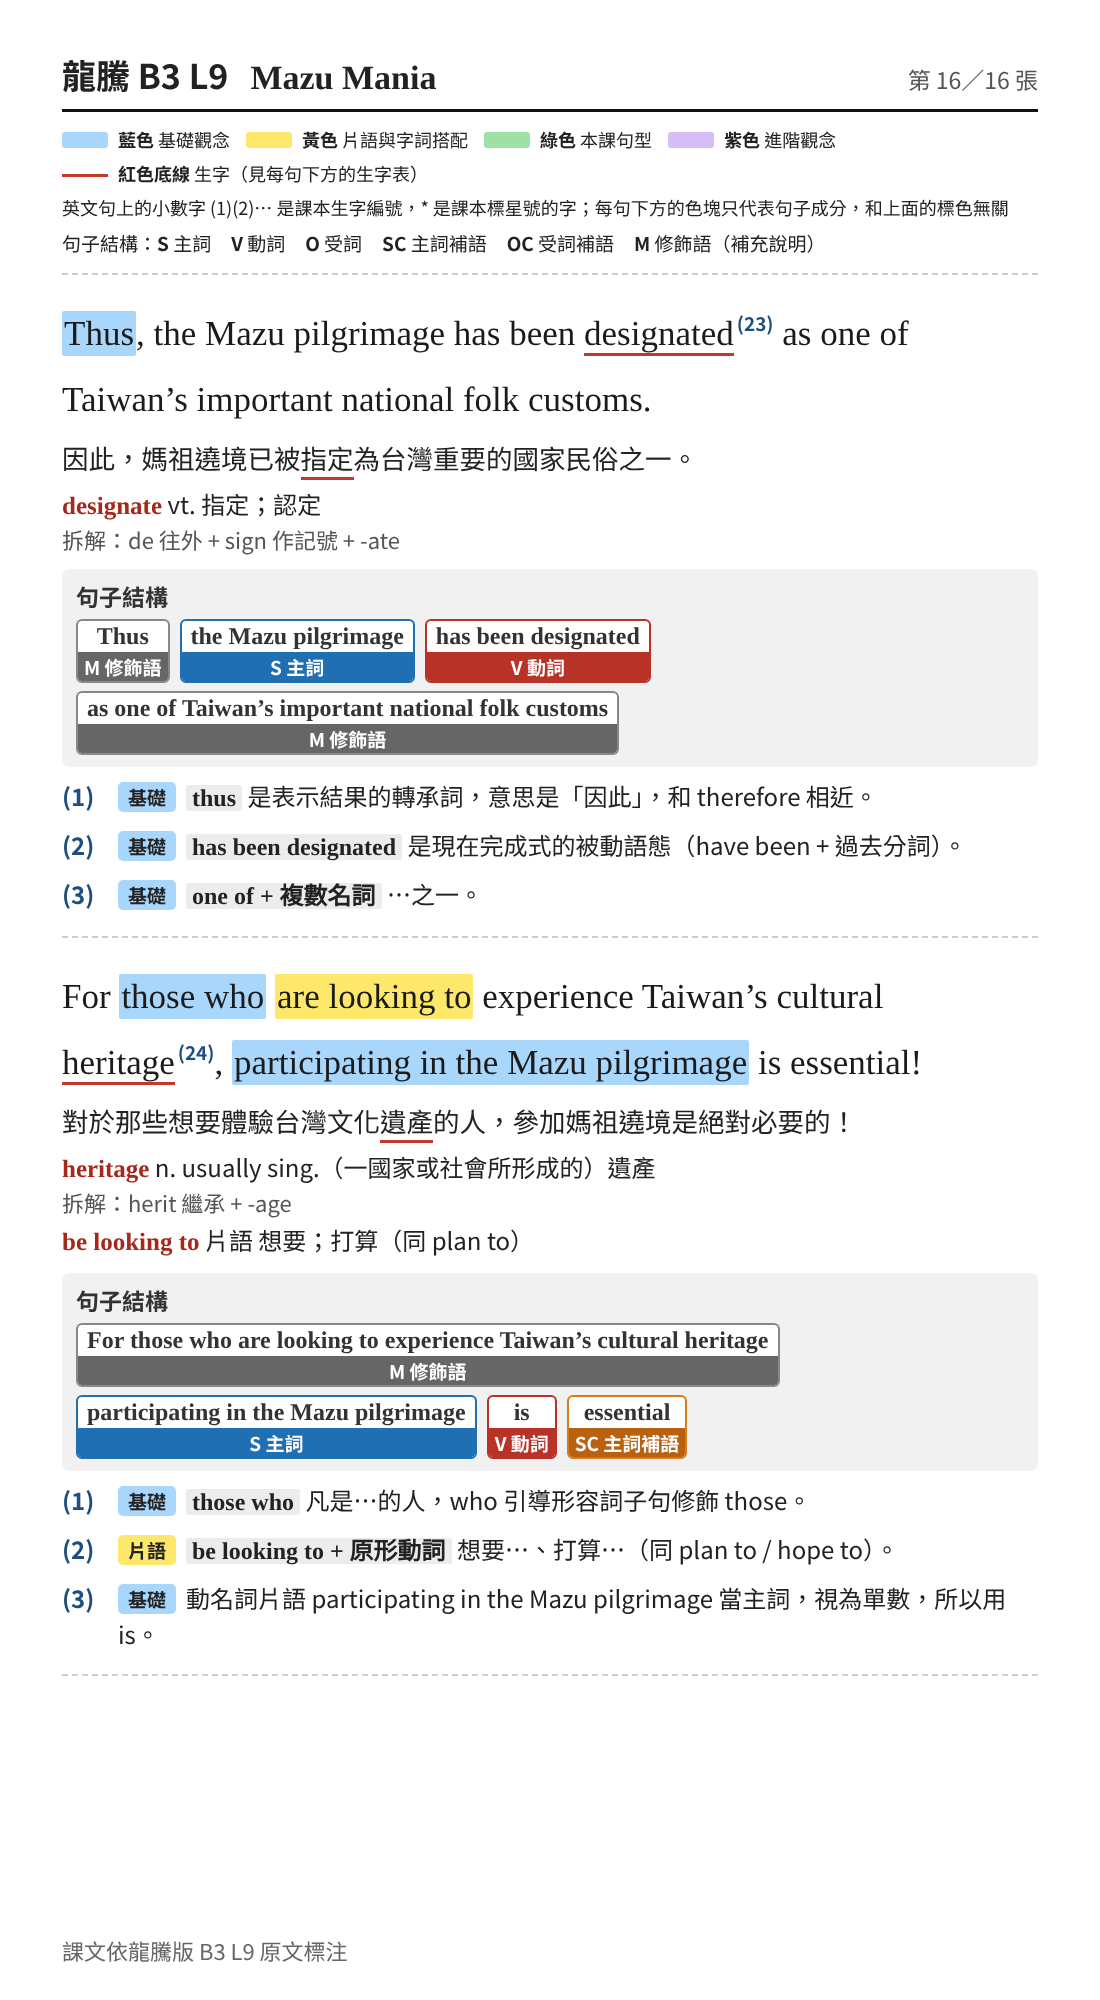 龍騰 B3 L9 Mazu Mania
第 16／16 張
藍色 基礎觀念 黃色 片語與字詞搭配 綠色 本課句型 紫色 進階觀念
紅色底線 生字（見每句下方的生字表）
英文句上的小數字 (1)(2)⋯ 是課本生字編號，* 是課本標星號的字；每句下方的色塊只代表句子成分，和上面的標色無關
句子結構：S 主詞 V 動詞 O 受詞 SC 主詞補語 OC 受詞補語 M 修飾語（補充說明）
Thus, the Mazu pilgrimage has been designated(23) as one of
Taiwan’s important national folk customs.
因此，媽祖遶境已被指定為台灣重要的國家民俗之一。
designate vt. 指定；認定
拆解：de 往外 + sign 作記號 + -ate
句子結構
Thus the Mazu pilgrimage has been designated
M 修飾語 S 主詞 V 動詞
as one of Taiwan’s important national folk customs
M 修飾語
(1) 基礎 thus 是表示結果的轉承詞，意思是「因此」，和 therefore 相近。
(2) 基礎 has been designated 是現在完成式的被動語態（have been + 過去分詞）。
(3) 基礎 one of + 複數名詞 ⋯之一。
For those who are looking to experience Taiwan’s cultural
heritage(24), participating in the Mazu pilgrimage is essential!
對於那些想要體驗台灣文化遺產的人，參加媽祖遶境是絕對必要的！
heritage n. usually sing.（一國家或社會所形成的）遺產
拆解：herit 繼承 + -age
be looking to 片語 想要；打算（同 plan to）
句子結構
For those who are looking to experience Taiwan’s cultural heritage
M 修飾語
participating in the Mazu pilgrimage is essential
S 主詞 V 動詞 SC 主詞補語
(1) 基礎 those who 凡是⋯的人，who 引導形容詞子句修飾 those。
(2) 片語 be looking to + 原形動詞 想要⋯、打算⋯（同 plan to / hope to）。
(3) 基礎 動名詞片語 participating in the Mazu pilgrimage 當主詞，視為單數，所以用
is。
課文依龍騰版 B3 L9 原文標注